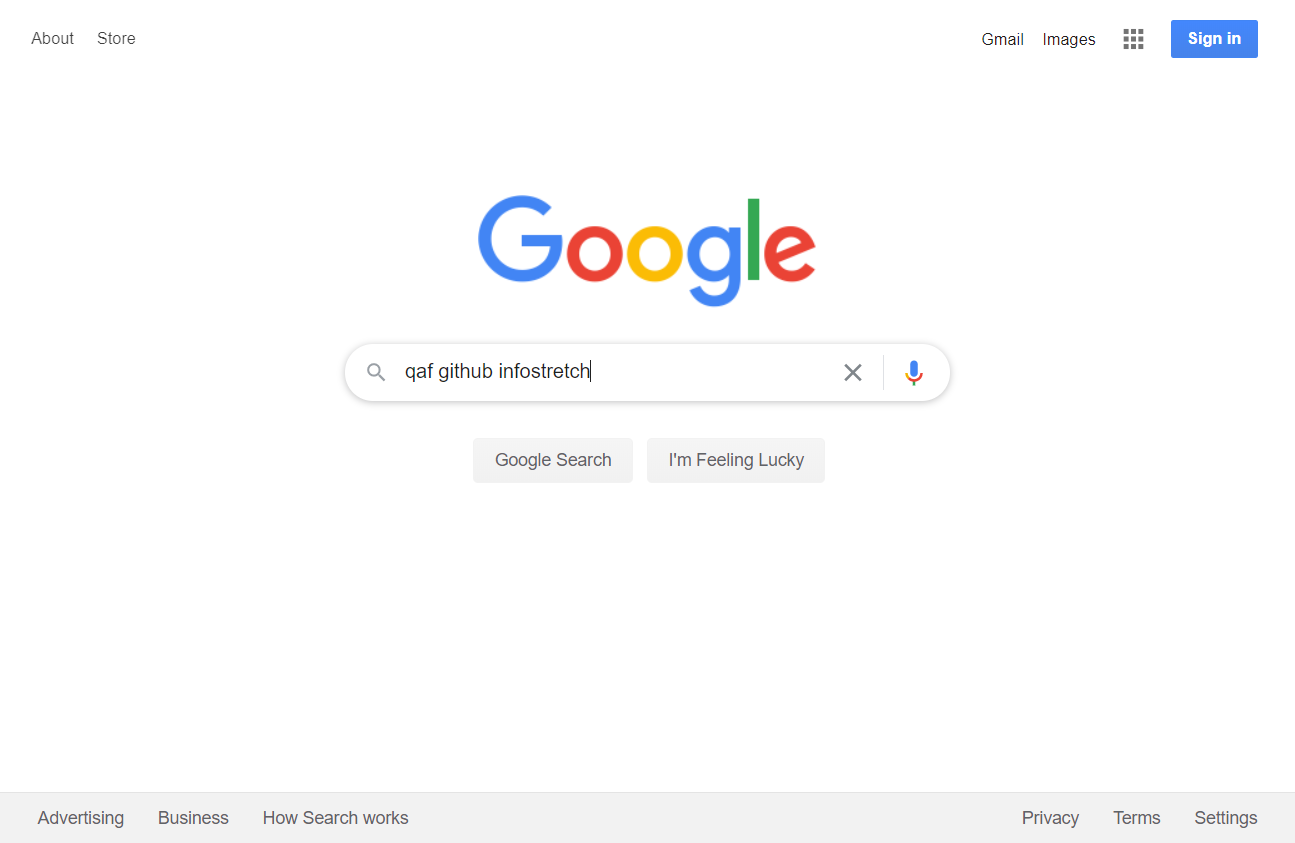 About Store Gmail Images Sign in
Google
qaf github infostretch
Google Search I'm Feeling Lucky
Advertising Business How Search works Privacy Terms Settings